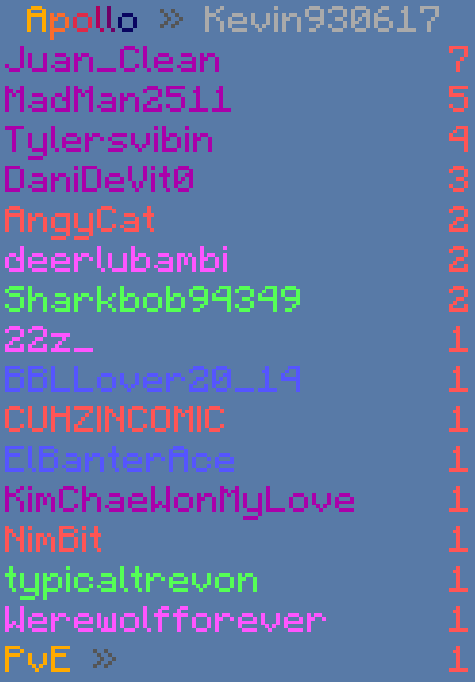 Apollo » Kevin930617
Juan_Clean 7
MadMan2511 5
Tylersvibin 4
DaniDeVit0 3
AngyCat 2
deerlubambi 2
Sharkbob94349 2
22z_ 1
BBLLover20_14 1
CUHZINCOMIC 1
ElBanterAce 1
KimChaeWonMyLove 1
NimBit 1
typicaltrevon 1
Werewolfforever 1
PvE » 1